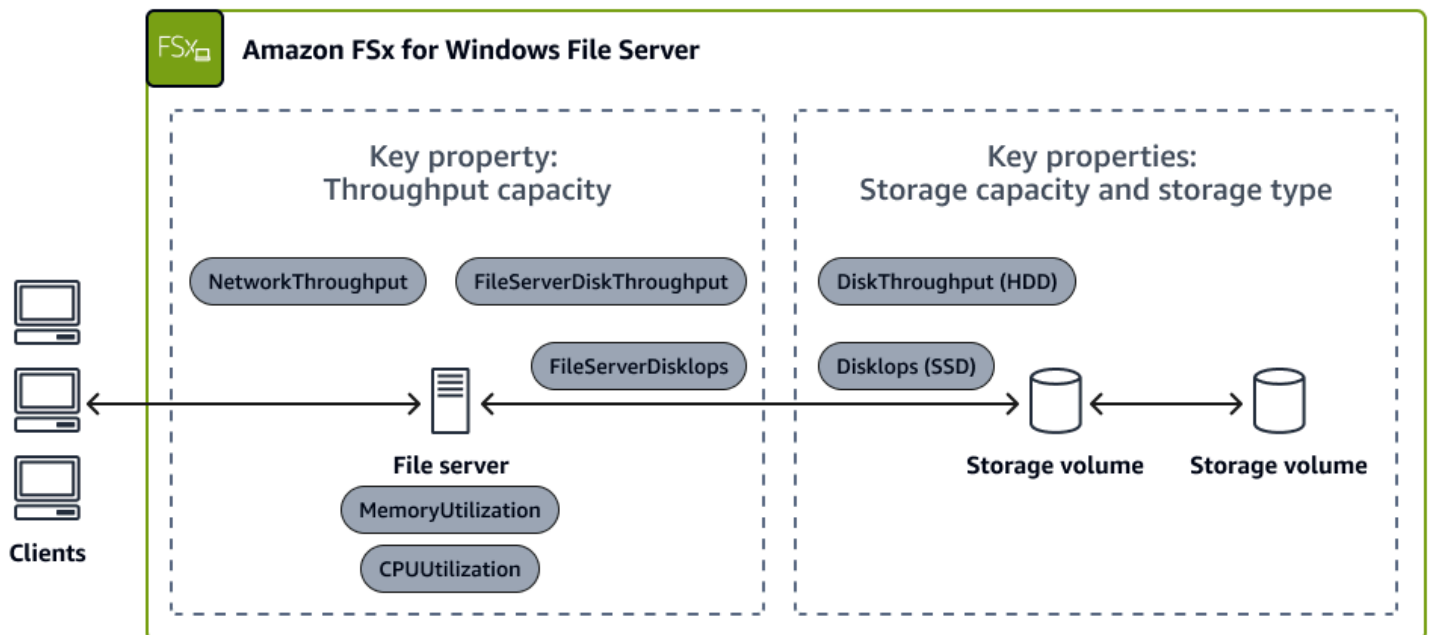 FSx
Amazon FSx for Windows File Server
Key property:
Throughput capacity
Key properties:
Storage capacity and storage type
NetworkThroughput
FileServerDiskThroughput
DiskThroughput (HDD)
FileServerDiskIops
DiskIops (SSD)
File server
Storage volume
Storage volume
MemoryUtilization
CPUUtilization
Clients